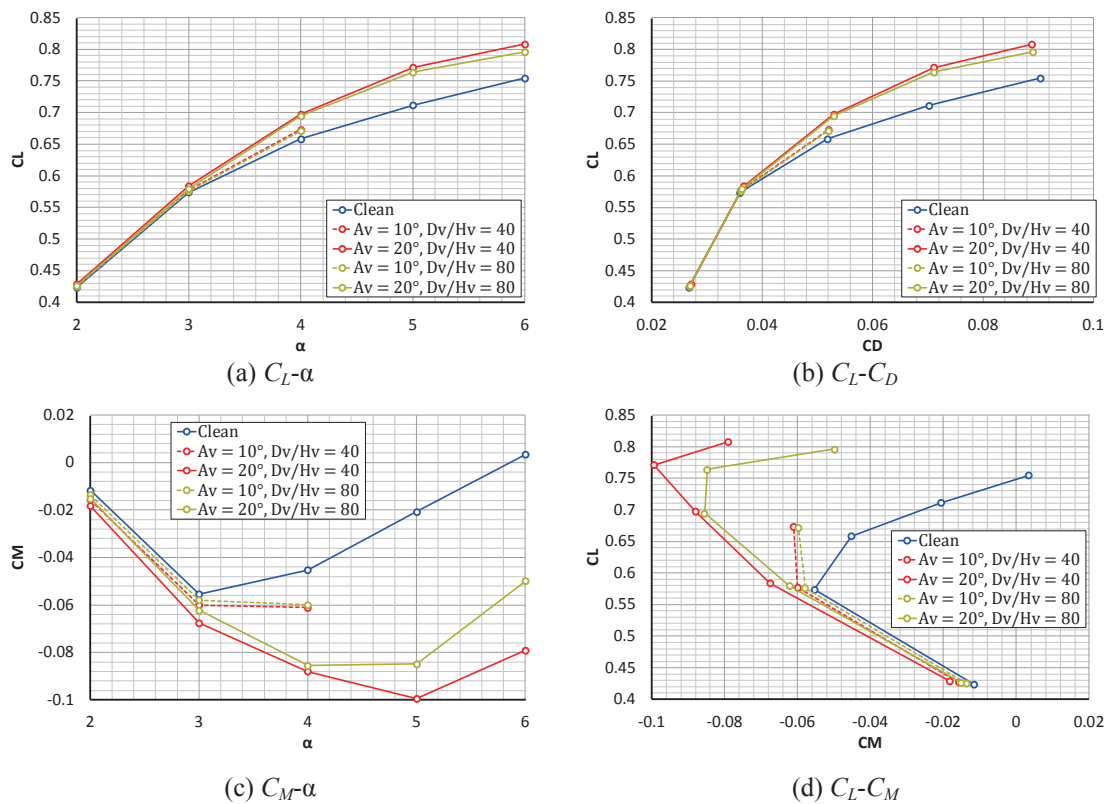 0.85
0.8
0.75
0.7
0.65
0.6
0.55
0.5
0.45
0.4
CL
2 3 4 5 6
α
Clean
Av = 10°, Dv/Hv = 40
Av = 20°, Dv/Hv = 40
Av = 10°, Dv/Hv = 80
Av = 20°, Dv/Hv = 80
(a) C_L-α
0.85
0.8
0.75
0.7
0.65
0.6
0.55
0.5
0.45
0.4
CL
0.02 0.04 0.06 0.08 0.1
CD
Clean
Av = 10°, Dv/Hv = 40
Av = 20°, Dv/Hv = 40
Av = 10°, Dv/Hv = 80
Av = 20°, Dv/Hv = 80
(b) C_L-C_D
0.02
0
-0.02
-0.04
-0.06
-0.08
-0.1
CM
2 3 4 5 6
α
Clean
Av = 10°, Dv/Hv = 40
Av = 20°, Dv/Hv = 40
Av = 10°, Dv/Hv = 80
Av = 20°, Dv/Hv = 80
(c) C_M-α
0.85
0.8
0.75
0.7
0.65
0.6
0.55
0.5
0.45
0.4
CL
-0.1 -0.08 -0.06 -0.04 -0.02 0 0.02
CM
Clean
Av = 10°, Dv/Hv = 40
Av = 20°, Dv/Hv = 40
Av = 10°, Dv/Hv = 80
Av = 20°, Dv/Hv = 80
(d) C_L-C_M